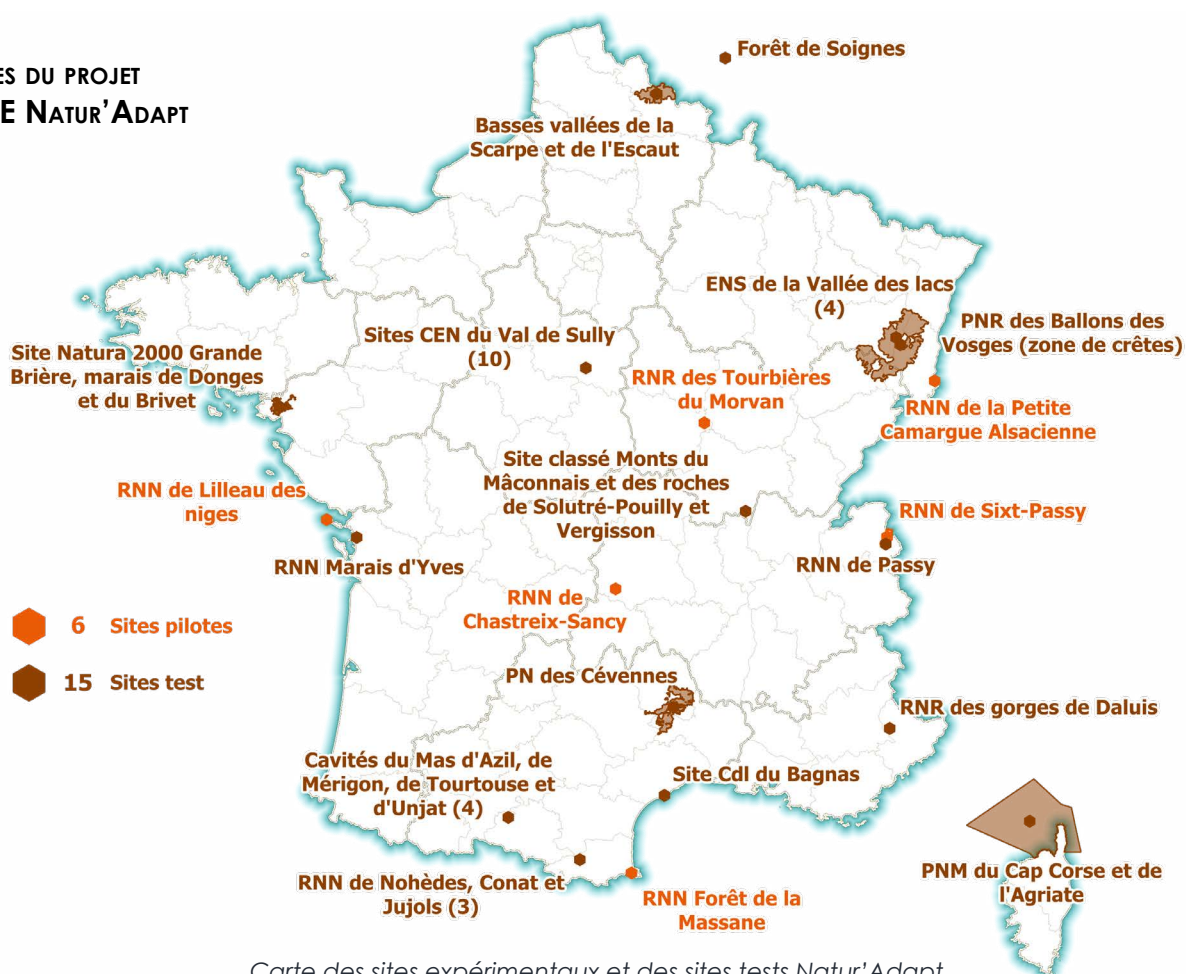 ES DU PROJET
E NATUR'ADAPT
Forêt de Soignes
Basses vallées de la
Scarpe et de l'Escaut
ENS de la Vallée des lacs
(4)
PNR des Ballons des
Vosges (zone de crêtes)
Sites CEN du Val de Sully
(10)
Site Natura 2000 Grande
Brière, marais de Donges
et du Brivet
RNR des Tourbières
du Morvan
RNN de la Petite
Camargue Alsacienne
Site classé Monts du
Mâconnais et des roches
de Solutré-Pouilly et
Vergisson
RNN de Lilleau des
niges
RNN de Sixt-Passy
RNN Marais d'Yves
RNN de Passy
RNN de
Chastreix-Sancy
6 Sites pilotes
15 Sites test
PN des Cévennes
RNR des gorges de Daluis
Cavités du Mas d'Azil, de
Mérigon, de Tourtouse et
d'Unjat (4)
Site Cdl du Bagnas
RNN de Nohèdes, Conat et
Jujols (3)
RNN Forêt de la
Massane
PNM du Cap Corse et de
l'Agriate
Carte des sites expérimentaux et des sites tests Natur'Adapt